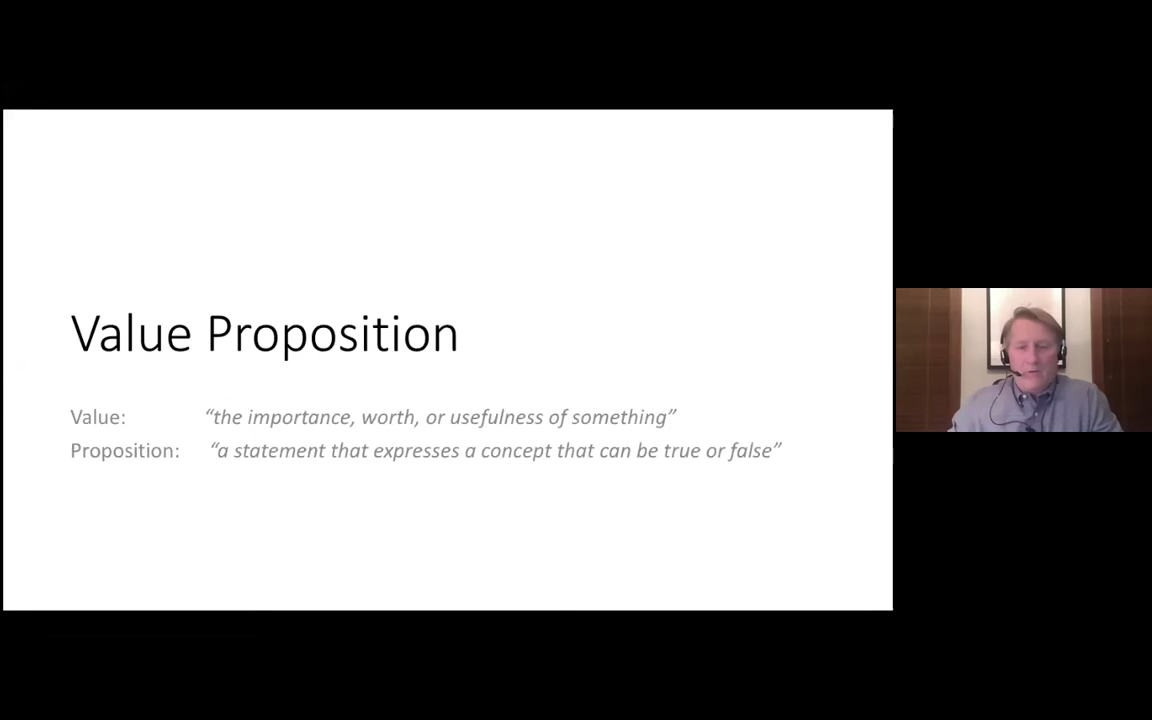 Value Proposition
Value: “the importance, worth, or usefulness of something”
Proposition: “a statement that expresses a concept that can be true or false”